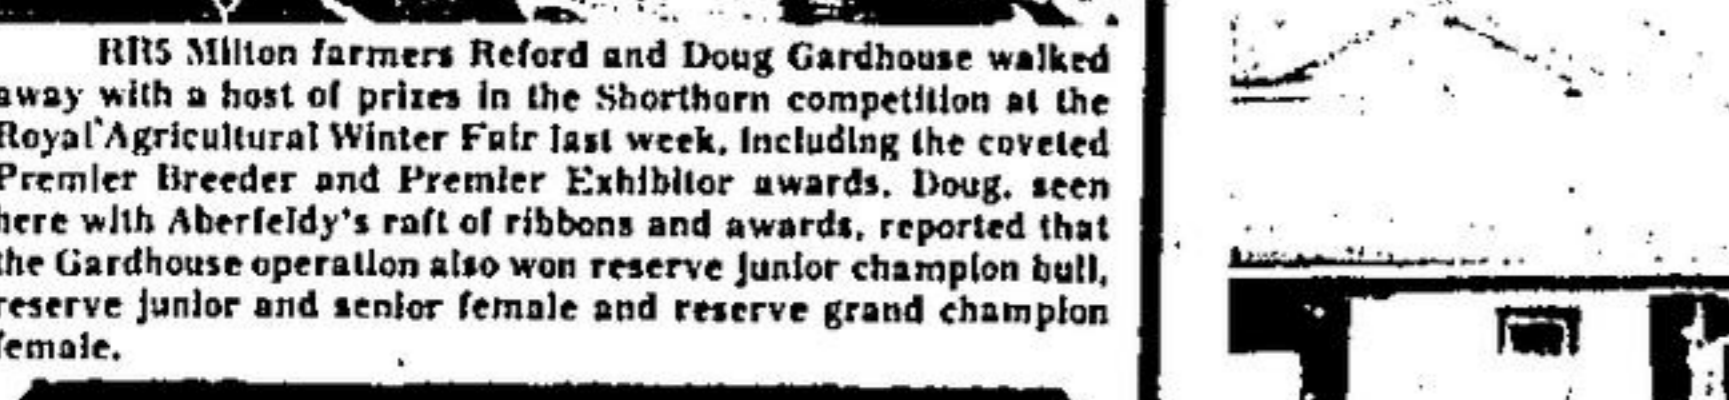 RR5 Milton farmers Reford and Doug Gardhouse walked
away with a host of prizes in the Shorthorn competition at the
Royal Agricultural Winter Fair last week, including the coveted
Premier Breeder and Premier Exhibitor awards. Doug, seen
here with Aberfeldy's raft of ribbons and awards, reported that
the Gardhouse operation also won reserve junior champion bull,
reserve junior and senior female and reserve grand champion
female.